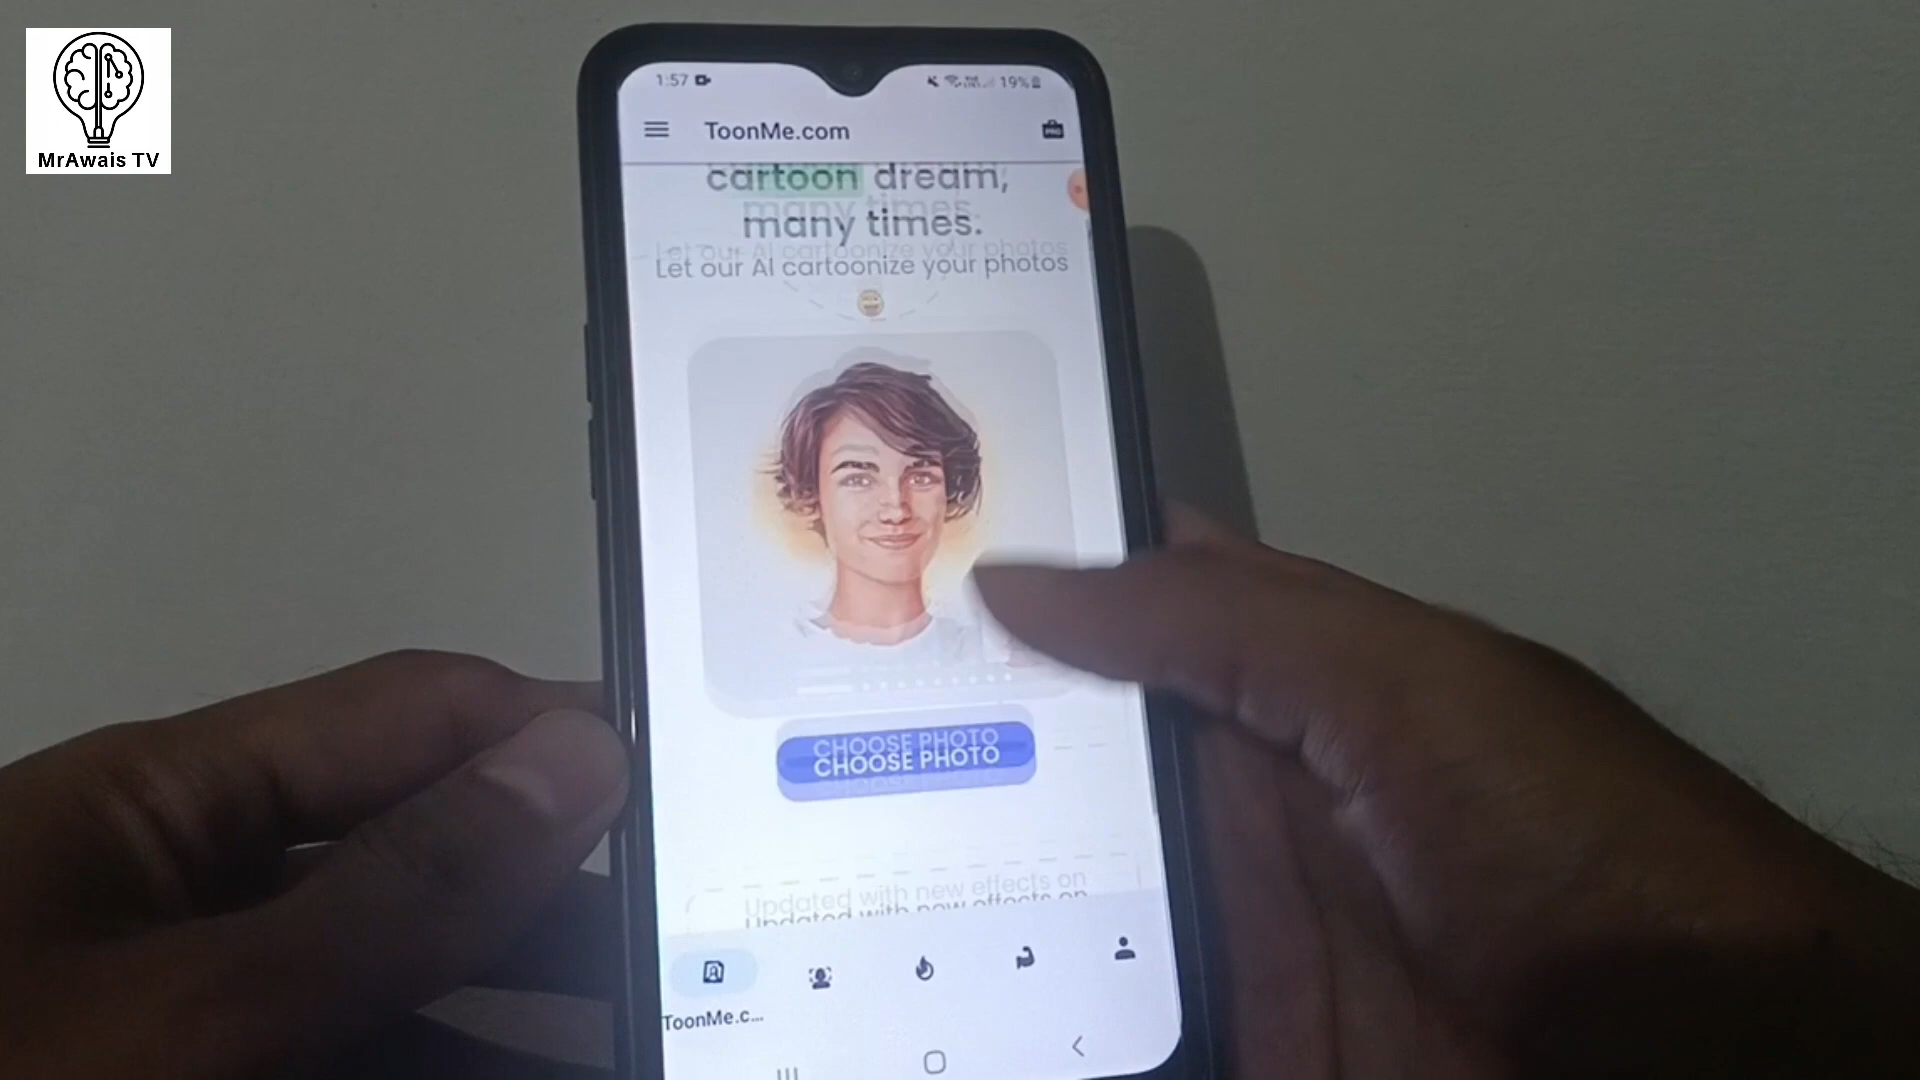 MrAwais TV
1:57
19%
ToonMe.com
cartoon dream,
many times.
Let our AI cartoonize your photos
CHOOSE PHOTO
Updated with new effects on
ToonMe.c...